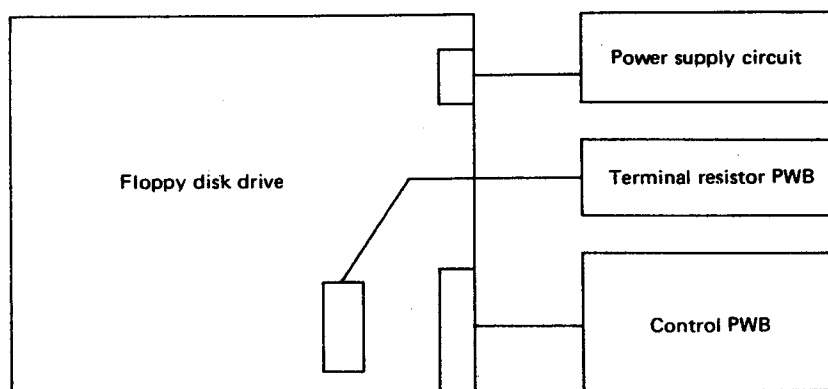 Power supply circuit
Floppy disk drive
Terminal resistor PWB
Control PWB